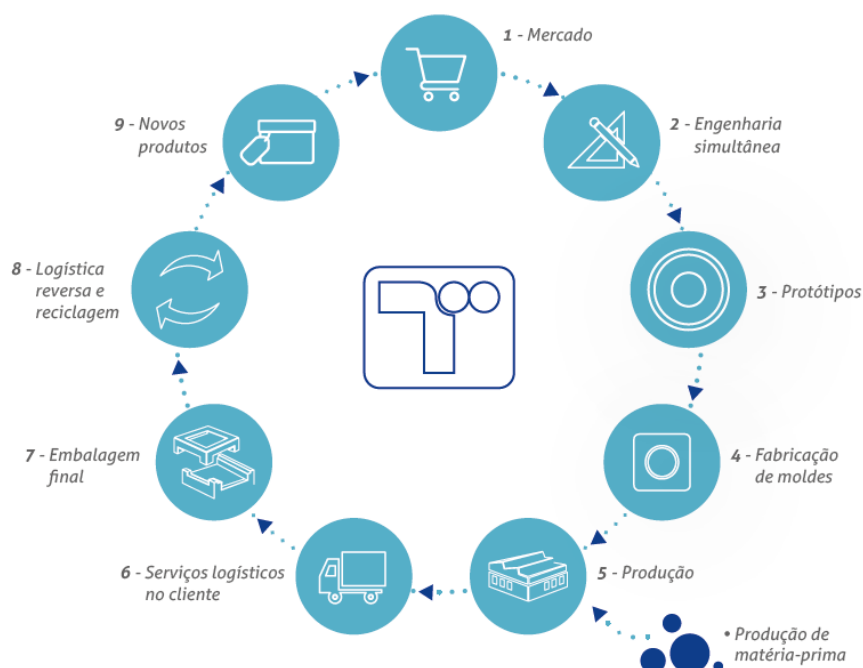 1 - Mercado
2 - Engenharia
simultânea
3 - Protótipos
4 - Fabricação
de moldes
5 - Produção
• Produção de
matéria-prima
6 - Serviços logísticos
no cliente
7 - Embalagem
final
8 - Logística
reversa e
reciclagem
9 - Novos
produtos